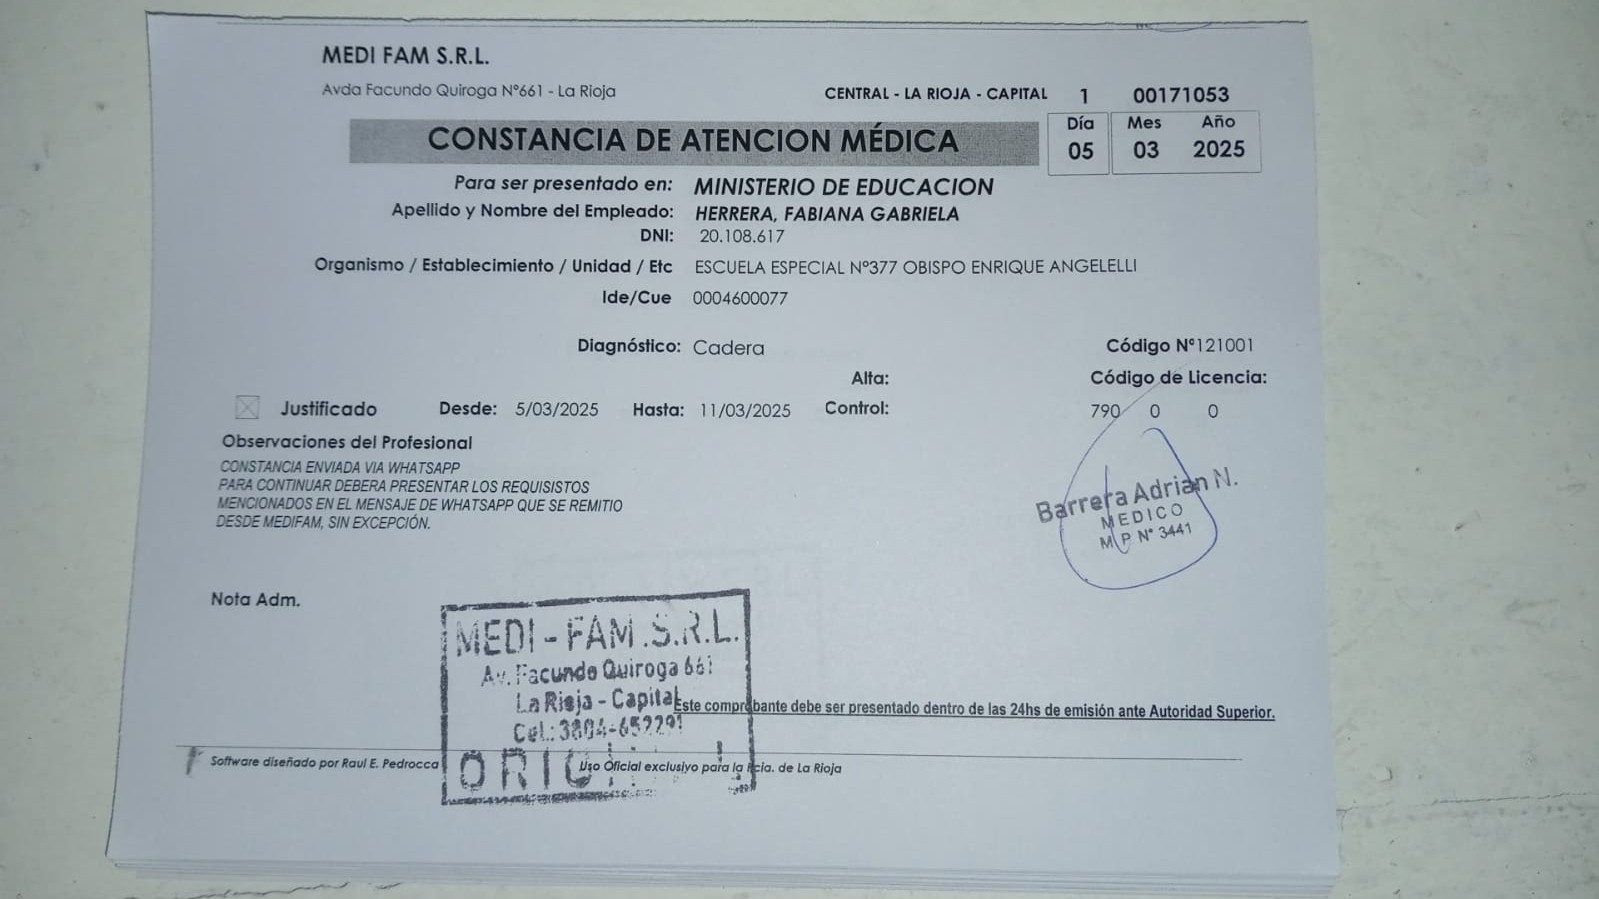 MEDI FAM S.R.L.
Avda Facundo Quiroga N°661 - La Rioja
CENTRAL - LA RIOJA - CAPITAL 1 00171053
CONSTANCIA DE ATENCION MÉDICA
Día Mes Año
05 03 2025
Para ser presentado en: MINISTERIO DE EDUCACION
Apellido y Nombre del Empleado: HERRERA, FABIANA GABRIELA
DNI: 20.108.617
Organismo / Establecimiento / Unidad / Etc ESCUELA ESPECIAL N°377 OBISPO ENRIQUE ANGELELLI
Ide/Cue 0004600077
Diagnóstico: Cadera Código N°121001
Alta: Código de Licencia:
Justificado Desde: 5/03/2025 Hasta: 11/03/2025 Control: 790 0 0
Observaciones del Profesional
CONSTANCIA ENVIADA VIA WHATSAPP
PARA CONTINUAR DEBERA PRESENTAR LOS REQUISISTOS
MENCIONADOS EN EL MENSAJE DE WHATSAPP QUE SE REMITIO
DESDE MEDIFAM, SIN EXCEPCIÓN.
Barrera Adrian N.
MEDICO
M P N° 3441
Nota Adm.
MEDI - FAM .S.R.L.
Av. Facundo Quiroga 661
La Rioja - Capital
Cel.: 3804-652291
Este comprobante debe ser presentado dentro de las 24hs de emisión ante Autoridad Superior.
Software diseñado por Raul E. Pedrocca
Uso Oficial exclusivo para la Pcia. de La Rioja